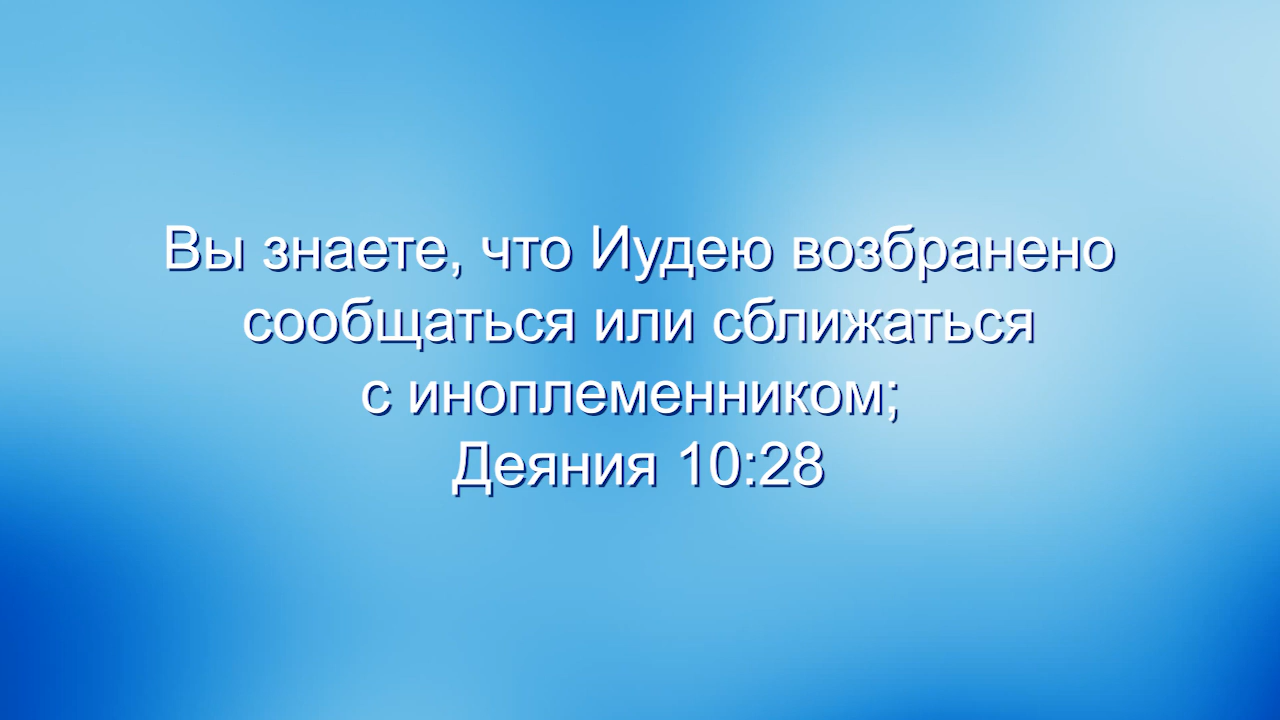 Вы знаете, что Иудею возбранено
сообщаться или сближаться
с иноплеменником;
Деяния 10:28